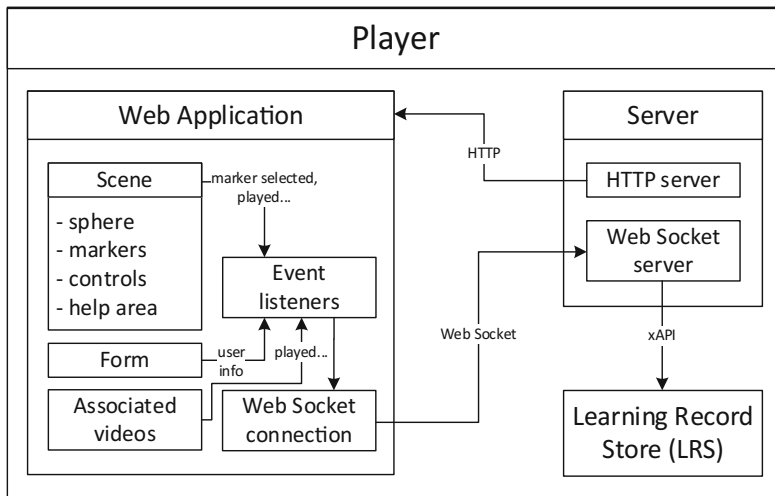 Player
Web Application
Scene
- sphere
- markers
- controls
- help area
marker selected,
played...
Event
listeners
Form
user
info
played...
Associated
videos
Web Socket
connection
HTTP
Web Socket
Server
HTTP server
Web Socket
server
xAPI
Learning Record
Store (LRS)